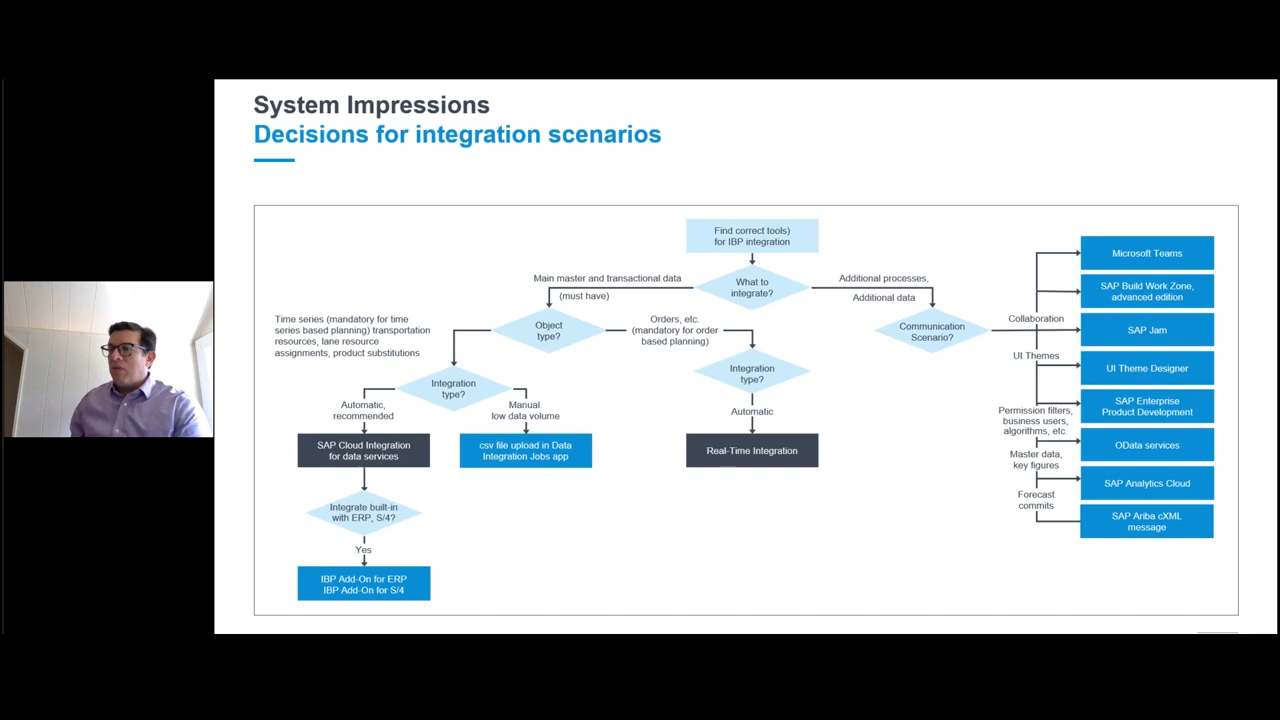 System Impressions
Decisions for integration scenarios
Find correct tools)
for IBP integration
Main master and transactional data
(must have)
What to
integrate?
Additional processes,
Additional data
Time series (mandatory for time
series based planning) transportation
resources, lane resource
assignments, product substitutions
Object
type?
Orders, etc.
(mandatory for order
based planning)
Communication
Scenario?
Integration
type?
Integration
type?
Automatic,
recommended
Manual.
low data volume
Automatic
SAP Cloud Integration
for data services
csv file upload in Data
Integration Jobs app
Real-Time Integration
Integrate built-in
with ERP, S/4?
Yes
IBP Add-On for ERP
IBP Add-On for S/4
Collaboration
UI Themes
Permission filters,
business users,
algorithms, etc.
Master data,
key figures
Forecast
commits
Microsoft Teams
SAP Build Work Zone,
advanced edition
SAP Jam
UI Theme Designer
SAP Enterprise
Product Development
OData services
SAP Analytics Cloud
SAP Ariba cXML
message